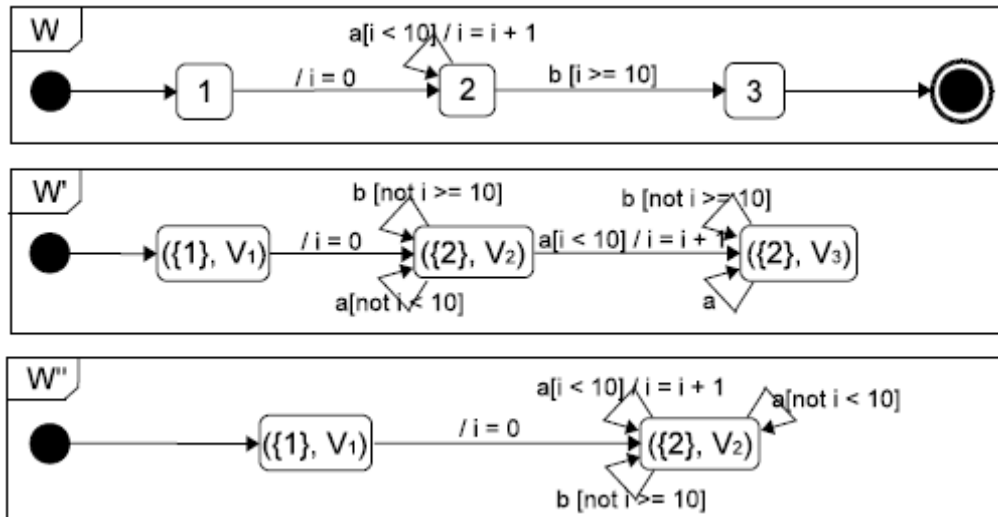 W
a[i < 10] / i = i + 1
1
/ i = 0
2
b [i >= 10]
3
W'
b [not i >= 10]
b [not i >= 10]
({1}, V1)
/ i = 0
({2}, V2)
a[i < 10] / i = i + 1
({2}, V3)
a[not i < 10]
a
W"
a[i < 10] / i = i + 1
a[not i < 10]
({1}, V1)
/ i = 0
({2}, V2)
b [not i >= 10]